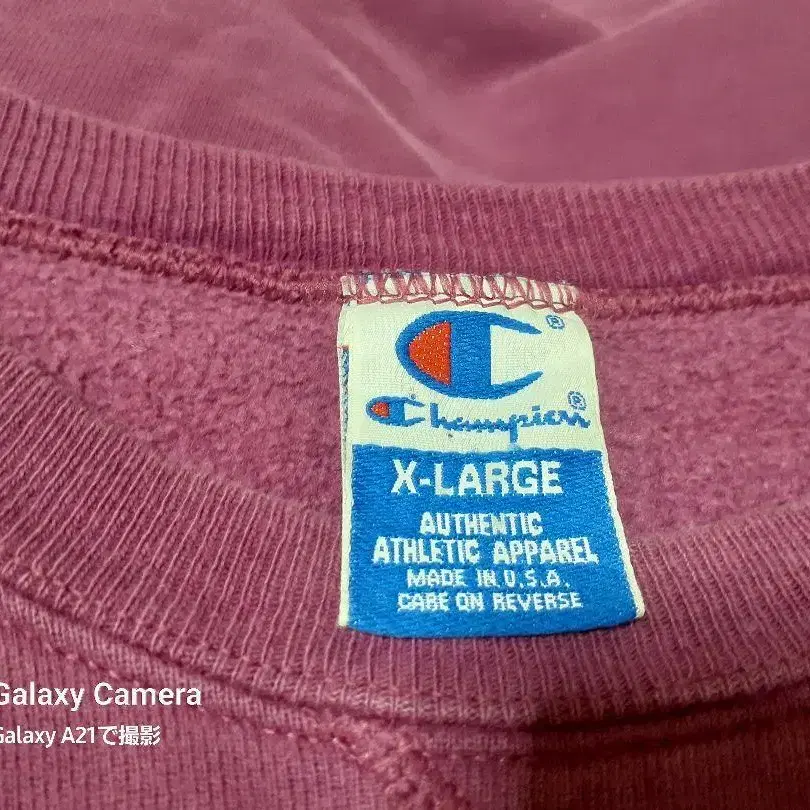 ®
Champion®
X-LARGE
AUTHENTIC
ATHLETIC APPAREL
MADE IN U.S.A.
CARE ON REVERSE
Galaxy Camera
Galaxy A21で撮影